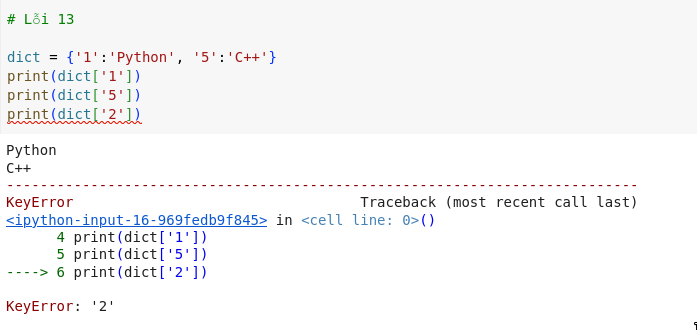 # Lỗi 13
dict = {'1':'Python', '5':'C++'}
print(dict['1'])
print(dict['5'])
print(dict['2'])
Python
C++
---------------------------------------------------------------------------
KeyError                                  Traceback (most recent call last)
<ipython-input-16-969fedb9f845> in <cell line: 0>()
      4 print(dict['1'])
      5 print(dict['5'])
----> 6 print(dict['2'])
KeyError: '2'